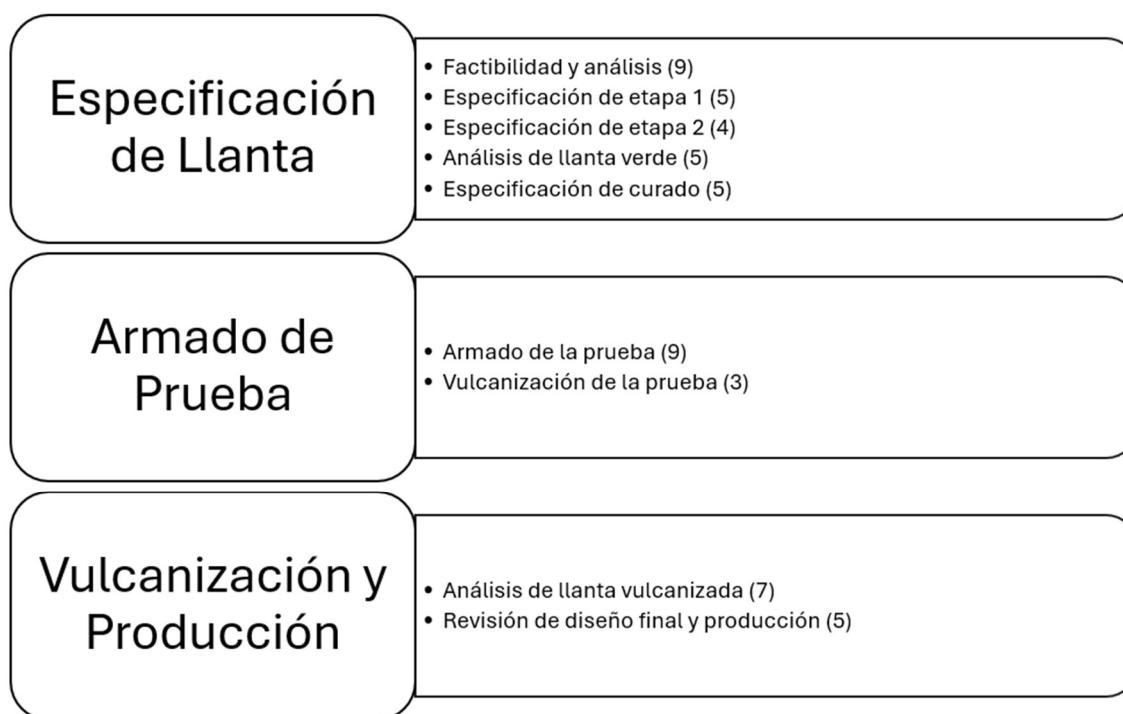 Especificación
de Llanta
• Factibilidad y análisis (9)
• Especificación de etapa 1 (5)
• Especificación de etapa 2 (4)
• Análisis de llanta verde (5)
• Especificación de curado (5)
Armado de
Prueba
• Armado de la prueba (9)
• Vulcanización de la prueba (3)
Vulcanización y
Producción
• Análisis de llanta vulcanizada (7)
• Revisión de diseño final y producción (5)